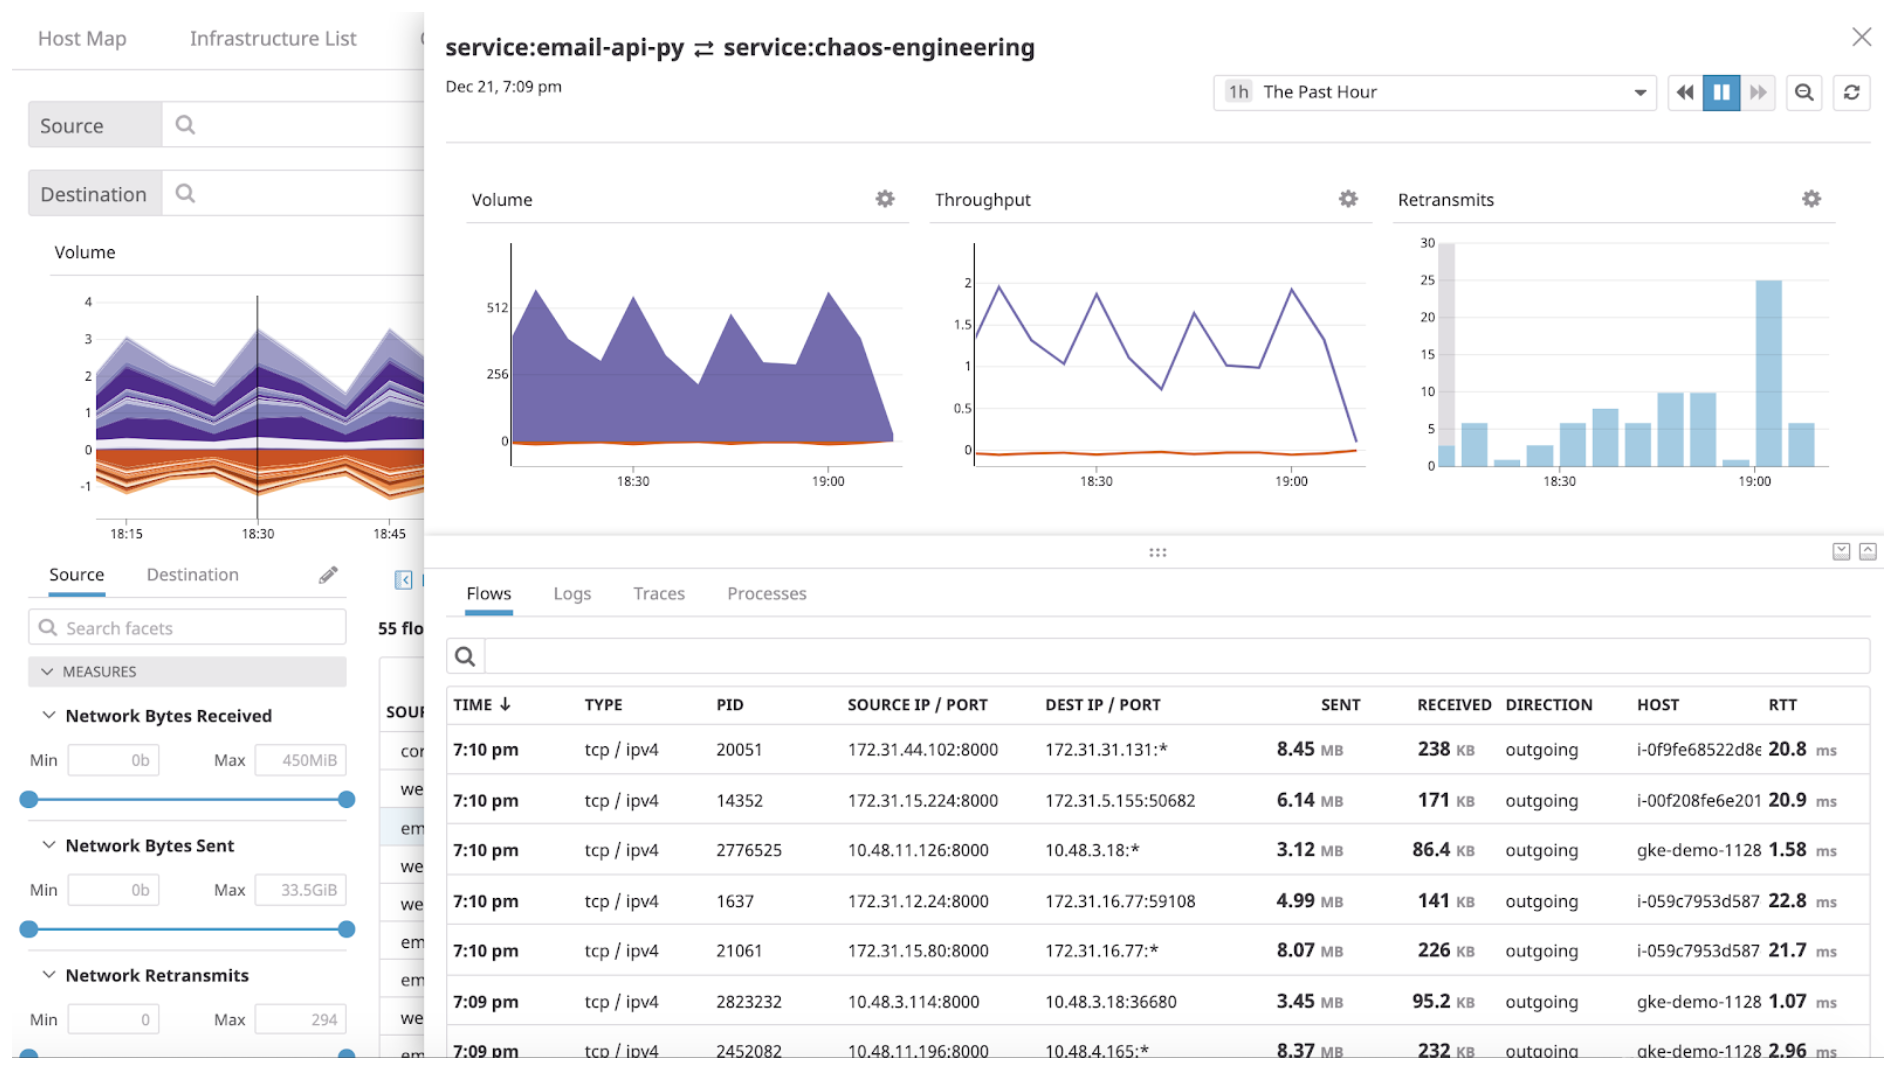 Host Map
Infrastructure List
Source
Destination
Volume
4
3
2
1
0
-1
18:15
18:30
18:45
Source
Destination
Search facets
MEASURES
Network Bytes Received
Min 0b Max 450MiB
Network Bytes Sent
Min 0b Max 33.5GiB
Network Retransmits
Min 0 Max 294
55 flo
SOUR
cor
we
em
we
we
em
em
we
em
service:email-api-py ⇄ service:chaos-engineering
Dec 21, 7:09 pm
1h The Past Hour
Volume
512
256
0
18:30
19:00
Throughput
2
1.5
1
0.5
0
18:30
19:00
Retransmits
30
25
20
15
10
5
0
18:30
19:00
Flows
Logs
Traces
Processes
TIME ↓ TYPE PID SOURCE IP / PORT DEST IP / PORT SENT RECEIVED DIRECTION HOST RTT
7:10 pm tcp / ipv4 20051 172.31.44.102:8000 172.31.31.131:* 8.45 MB 238 KB outgoing i-0f9fe68522d8e 20.8 ms
7:10 pm tcp / ipv4 14352 172.31.15.224:8000 172.31.5.155:50682 6.14 MB 171 KB outgoing i-00f208fe6e201 20.9 ms
7:10 pm tcp / ipv4 2776525 10.48.11.126:8000 10.48.3.18:* 3.12 MB 86.4 KB outgoing gke-demo-1128 1.58 ms
7:10 pm tcp / ipv4 1637 172.31.12.24:8000 172.31.16.77:59108 4.99 MB 141 KB outgoing i-059c7953d587 22.8 ms
7:10 pm tcp / ipv4 21061 172.31.15.80:8000 172.31.16.77:* 8.07 MB 226 KB outgoing i-059c7953d587 21.7 ms
7:09 pm tcp / ipv4 2823232 10.48.3.114:8000 10.48.3.18:36680 3.45 MB 95.2 KB outgoing gke-demo-1128 1.07 ms
7:09 pm tcp / ipv4 2452082 10.48.11.196:8000 10.48.4.165:* 8.37 MB 232 KB outgoing gke-demo-1128 2.96 ms